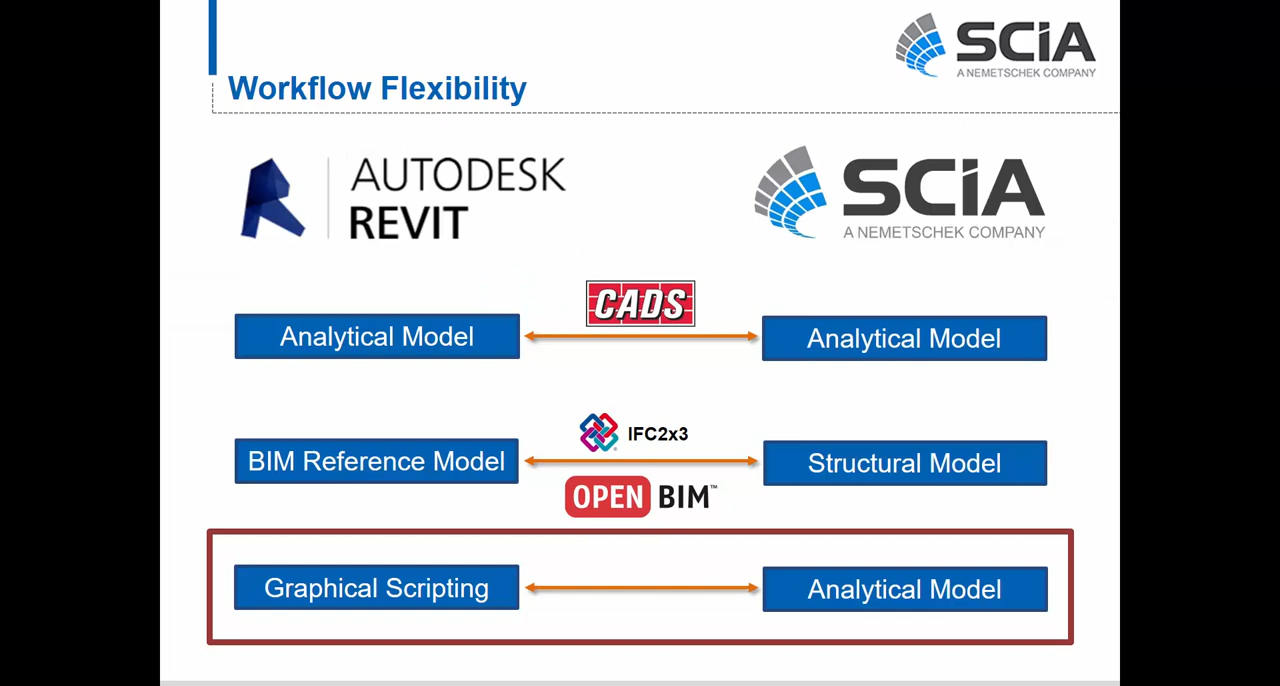 SCiA
A NEMETSCHEK COMPANY
Workflow Flexibility
AUTODESK
REVIT
SCiA
A NEMETSCHEK COMPANY
CADS
Analytical Model
Analytical Model
IFC2x3
BIM Reference Model
Structural Model
OPEN BIM™
Graphical Scripting
Analytical Model